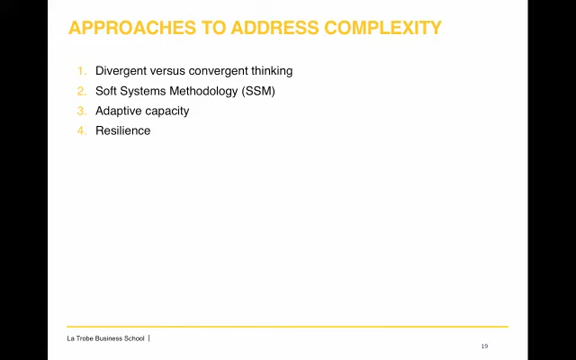 APPROACHES TO ADDRESS COMPLEXITY
1. Divergent versus convergent thinking
2. Soft Systems Methodology (SSM)
3. Adaptive capacity
4. Resilience
La Trobe Business School |
19